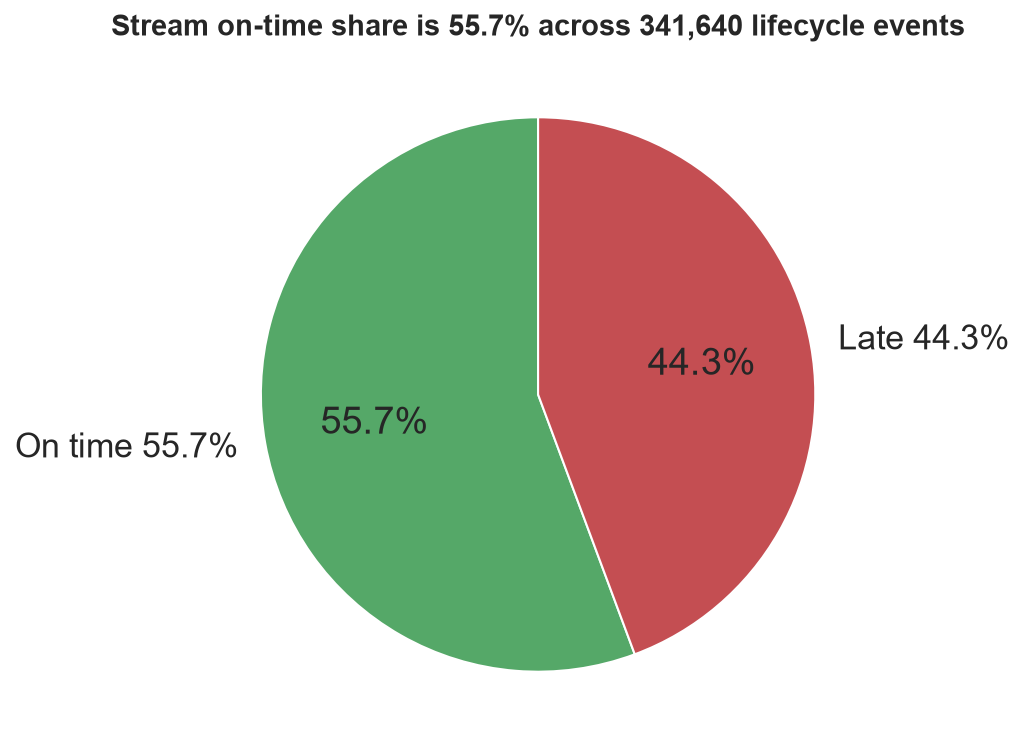 Stream on-time share is 55.7% across 341,640 lifecycle events
Late 44.3%
44.3%
55.7%
On time 55.7%